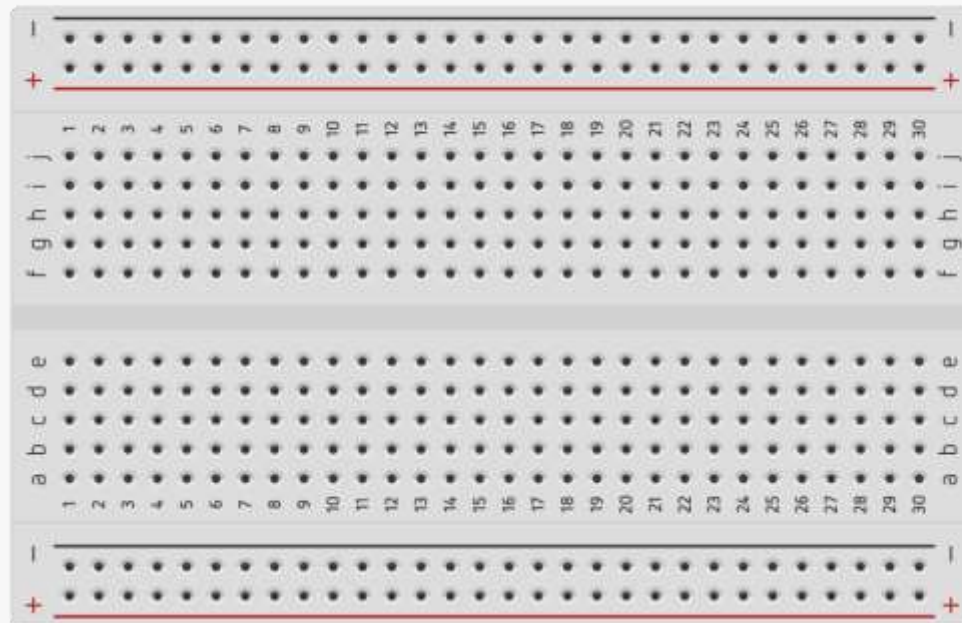 − −
+ +
1 2 3 4 5 6 7 8 9 10 11 12 13 14 15 16 17 18 19 20 21 22 23 24 25 26 27 28 29 30
j j
i i
h h
g g
f f
e e
d d
c c
b b
a a
1 2 3 4 5 6 7 8 9 10 11 12 13 14 15 16 17 18 19 20 21 22 23 24 25 26 27 28 29 30
− −
+ +